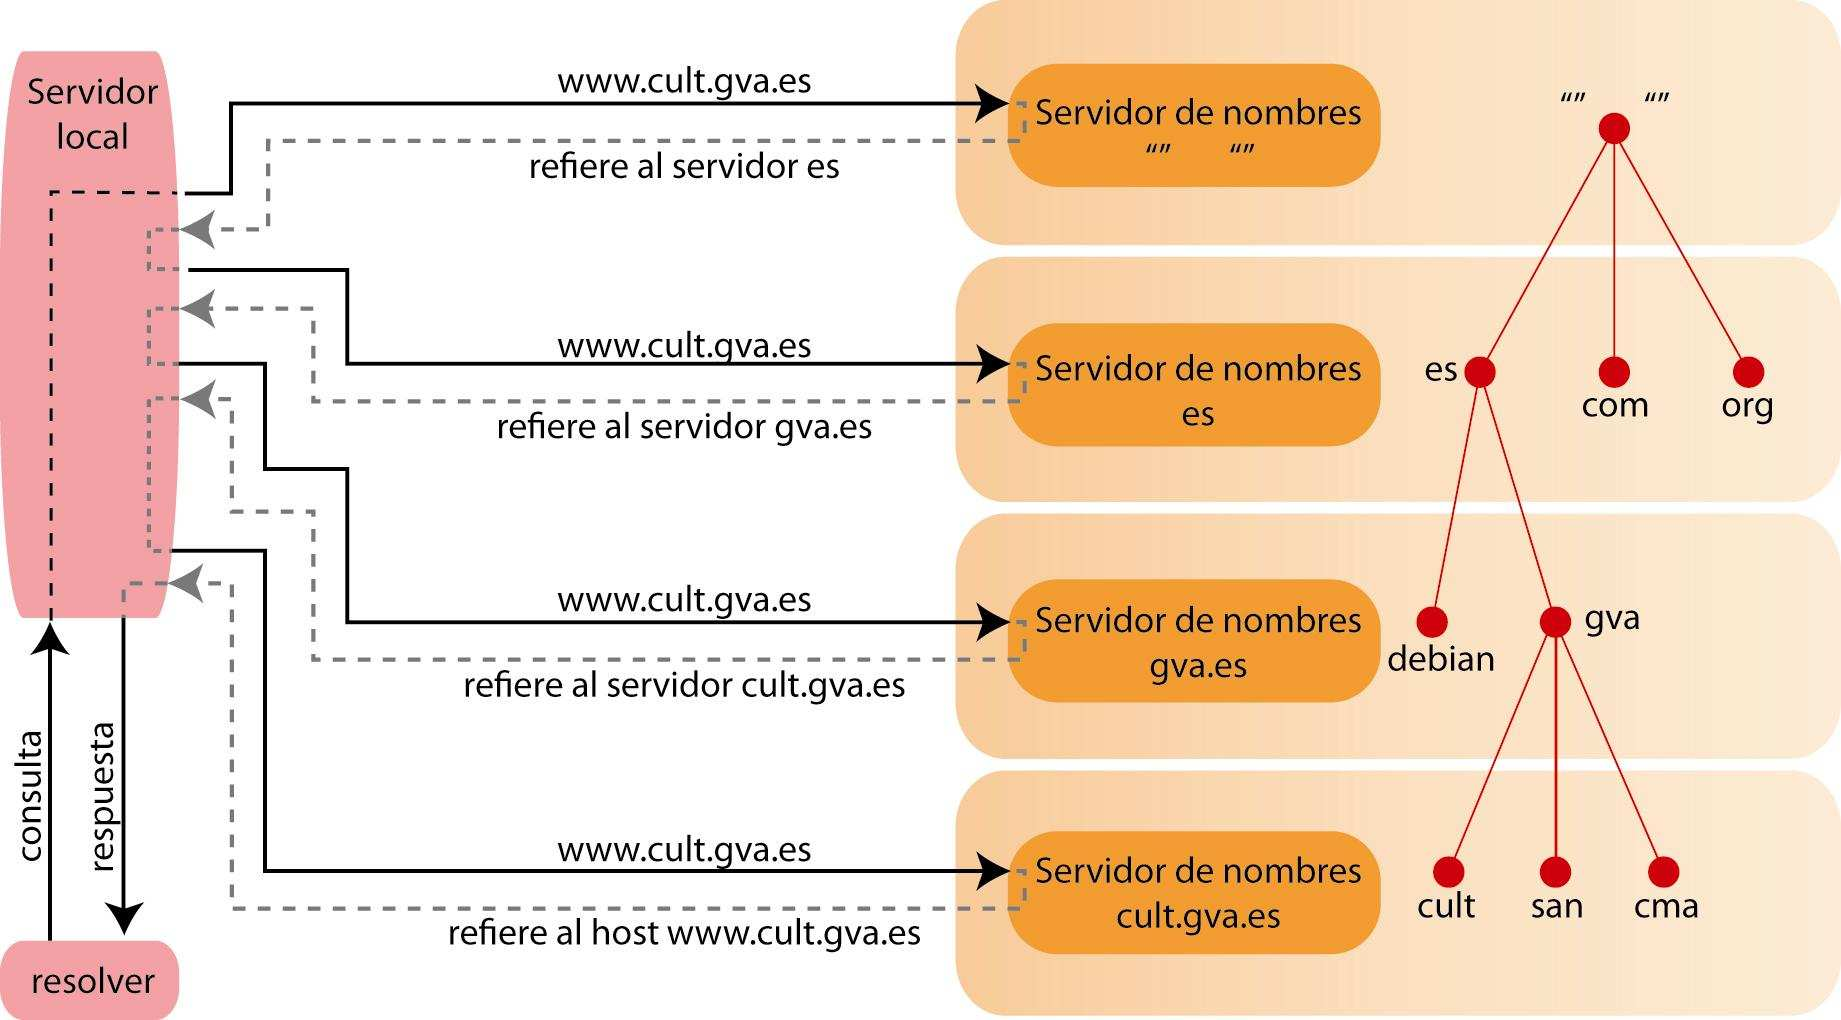 Servidor
local
www.cult.gva.es
refiere al servidor es
Servidor de nombres
“” “”
“” “”
www.cult.gva.es
refiere al servidor gva.es
Servidor de nombres
es
es
com
org
www.cult.gva.es
refiere al servidor cult.gva.es
Servidor de nombres
gva.es
debian
gva
consulta
respuesta
www.cult.gva.es
refiere al host www.cult.gva.es
Servidor de nombres
cult.gva.es
cult
san
cma
resolver